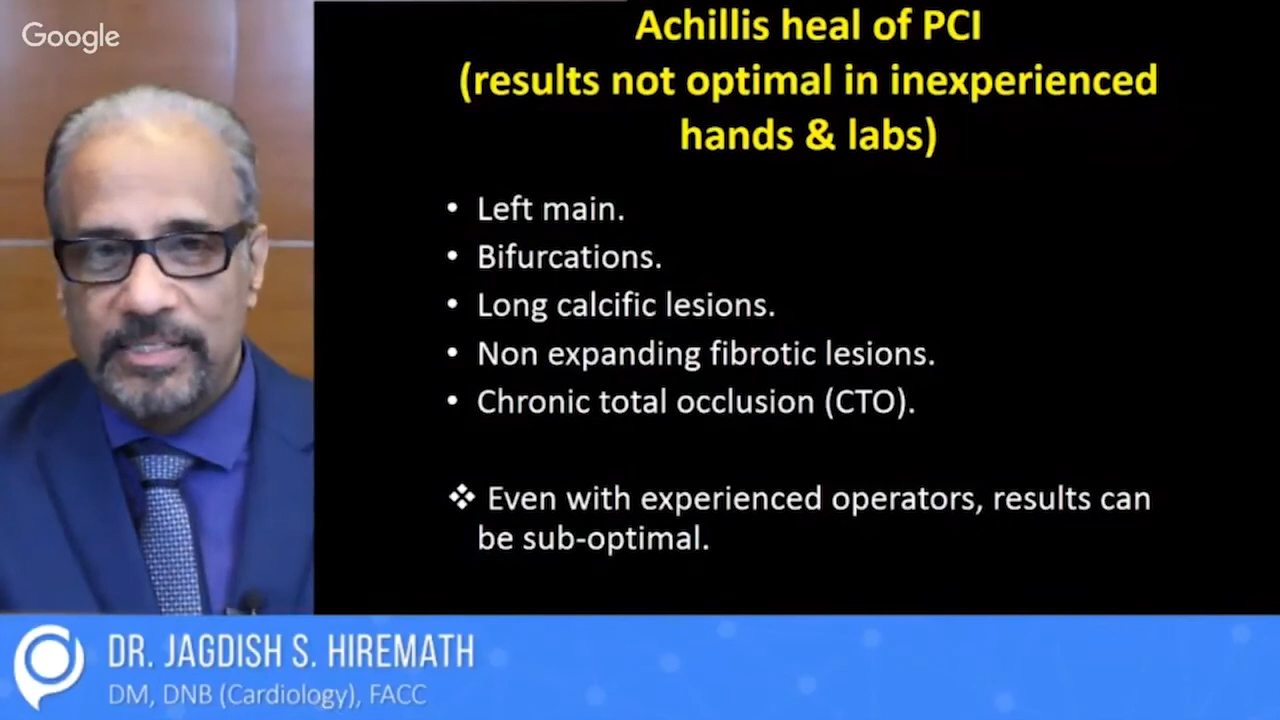 Google
Achillis heal of PCI
(results not optimal in inexperienced
hands & labs)
• Left main.
• Bifurcations.
• Long calcific lesions.
• Non expanding fibrotic lesions.
• Chronic total occlusion (CTO).
❖ Even with experienced operators, results can
be sub-optimal.
DR. JAGDISH S. HIREMATH
DM, DNB (Cardiology), FACC